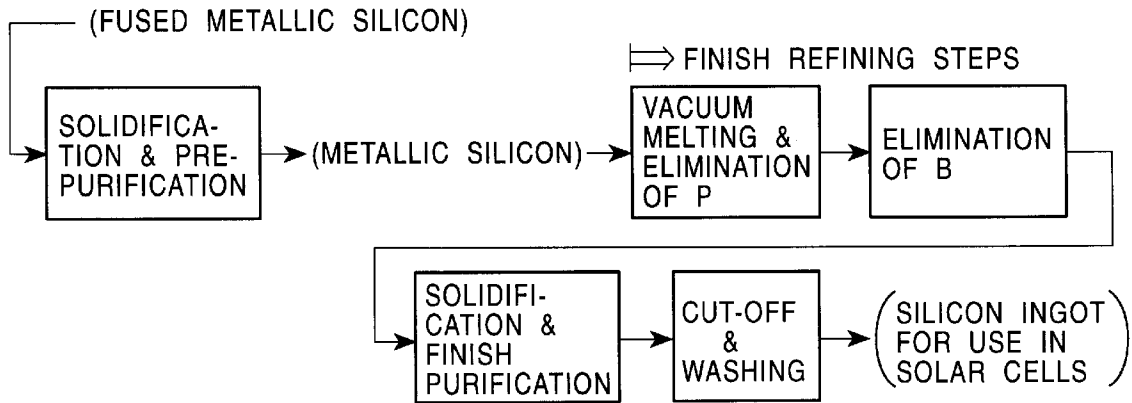 (FUSED METALLIC SILICON)
FINISH REFINING STEPS
SOLIDIFICA-
TION & PRE-
PURIFICATION
(METALLIC SILICON)
VACUUM
MELTING &
ELIMINATION
OF P
ELIMINATION
OF B
SOLIDIFI-
CATION &
FINISH
PURIFICATION
CUT-OFF
&
WASHING
(SILICON INGOT
FOR USE IN
SOLAR CELLS)